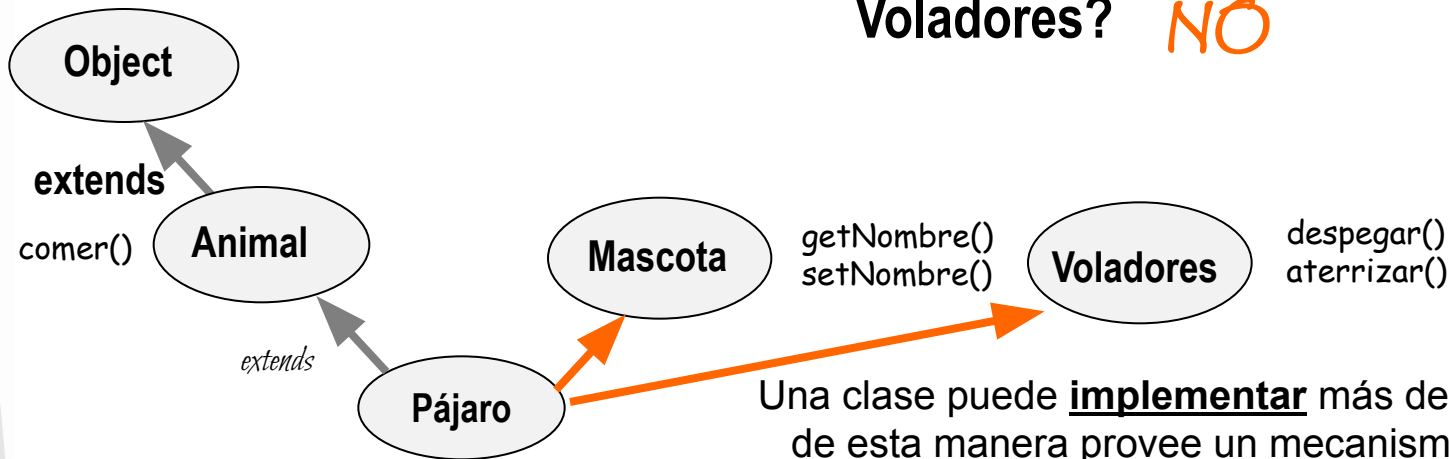 Voladores? NO
Object
extends
comer()
Animal
Mascota
getNombre()
setNombre()
Voladores
despegar()
aterrizar()
extends
Pájaro
Una clase puede implementar más de
de esta manera provee un mecanism